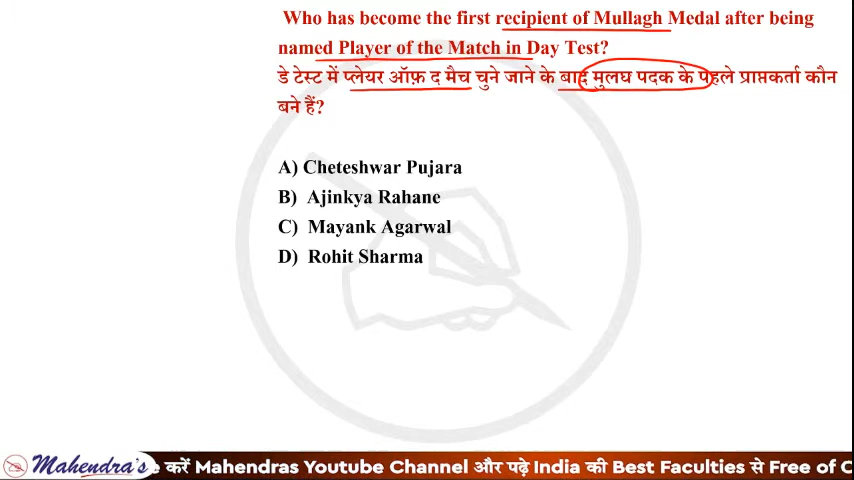 Who has become the first recipient of Mullagh Medal after being
named Player of the Match in Day Test?
डे टेस्ट में प्लेयर ऑफ़ द मैच चुने जाने के बाद मुलघ पदक के पहले प्राप्तकर्ता कौन
बने हैं?
A) Cheteshwar Pujara
B) Ajinkya Rahane
C) Mayank Agarwal
D) Rohit Sharma
Mahendra's करें Mahendras Youtube Channel और पढ़े India की Best Faculties से Free of C